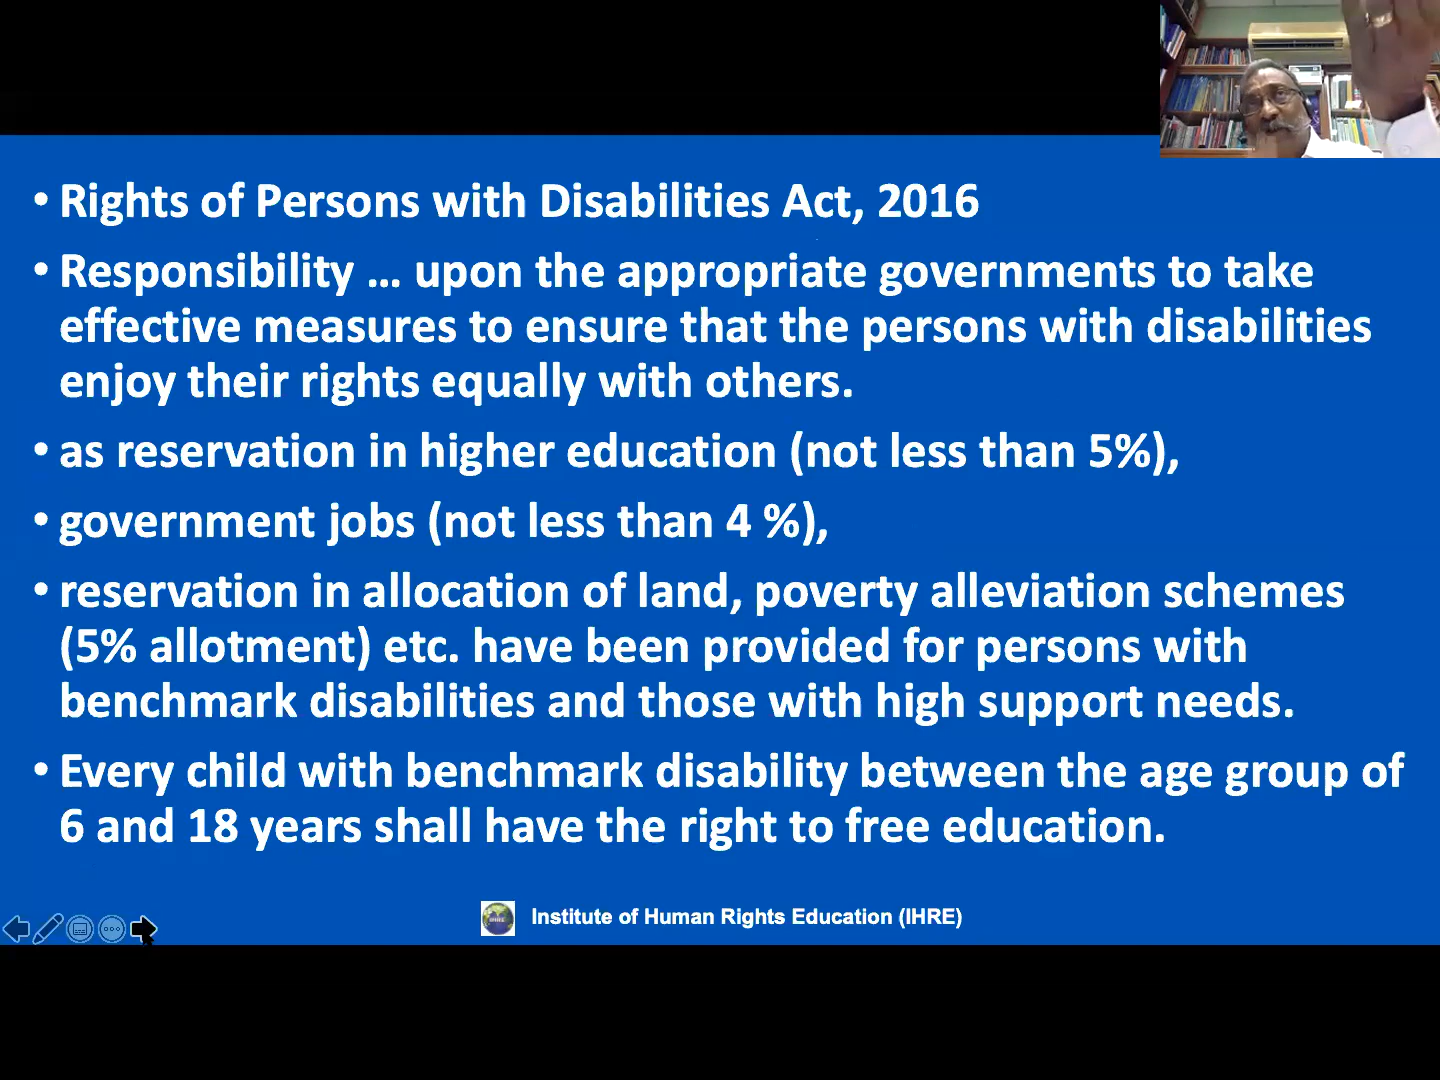 • Rights of Persons with Disabilities Act, 2016
• Responsibility ... upon the appropriate governments to take
effective measures to ensure that the persons with disabilities
enjoy their rights equally with others.
• as reservation in higher education (not less than 5%),
• government jobs (not less than 4 %),
• reservation in allocation of land, poverty alleviation schemes
(5% allotment) etc. have been provided for persons with
benchmark disabilities and those with high support needs.
• Every child with benchmark disability between the age group of
6 and 18 years shall have the right to free education.
IHRE
Institute of Human Rights Education (IHRE)